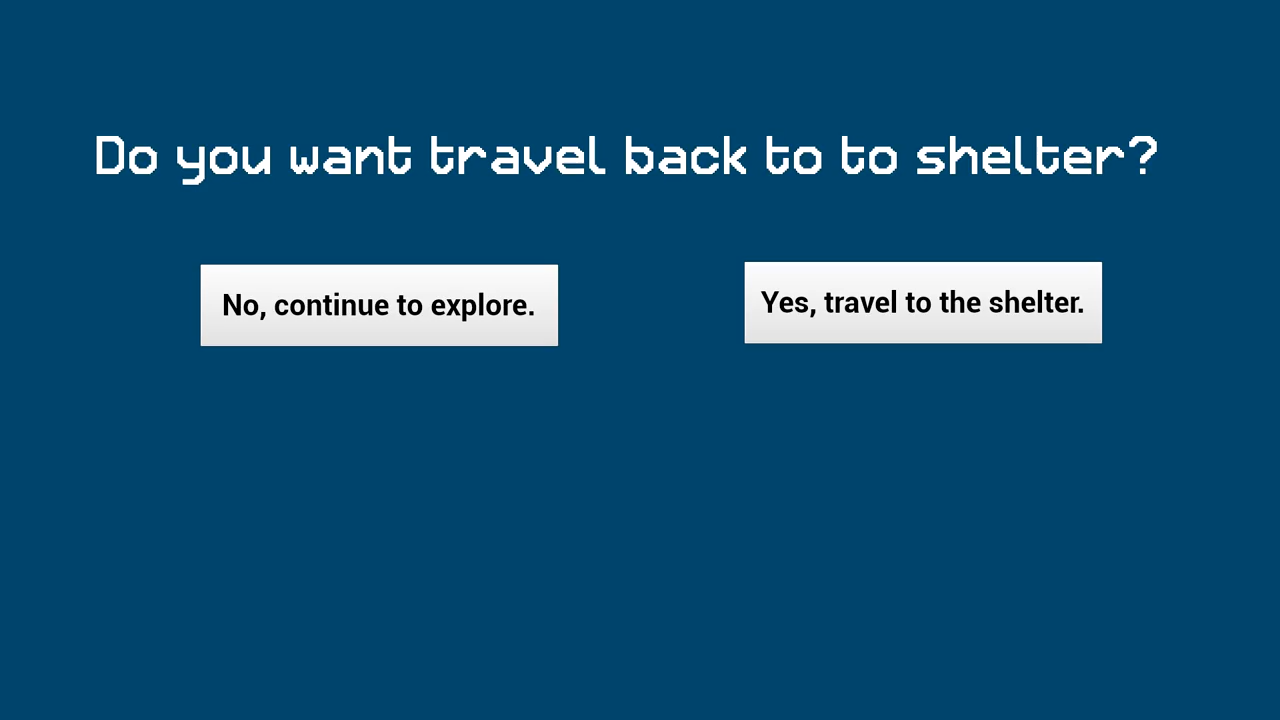 Do you want travel back to to shelter?
No, continue to explore.
Yes, travel to the shelter.